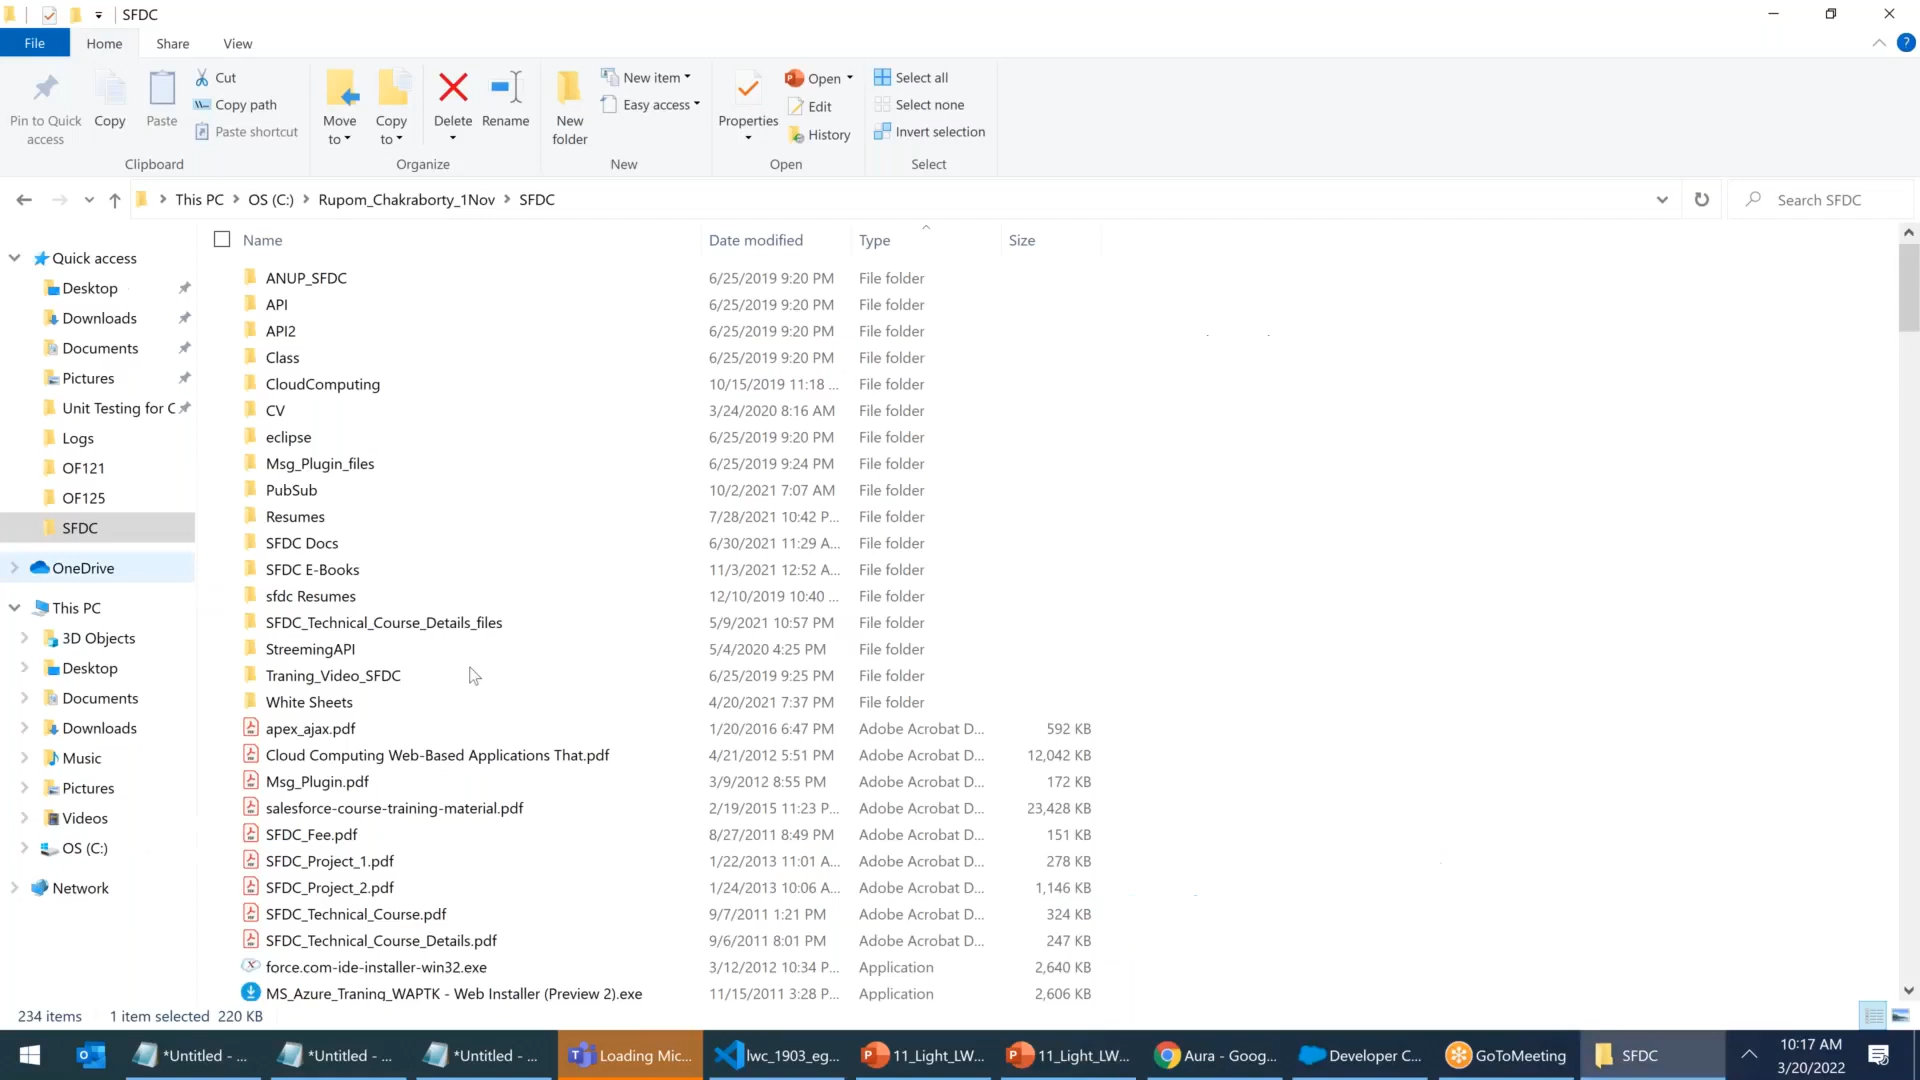 SFDC
File Home Share View
Pin to Quick access
Copy
Paste
Cut
Copy path
Paste shortcut
Clipboard
Move to
Copy to
Delete
Rename
Organize
New folder
New item
Easy access
New
Properties
Open
Edit
History
Open
Select all
Select none
Invert selection
Select
This PC OS (C:) Rupom_Chakraborty_1Nov SFDC
Search SFDC
Quick access
Desktop
Downloads
Documents
Pictures
Unit Testing for C
Logs
OF121
OF125
SFDC
OneDrive
This PC
3D Objects
Desktop
Documents
Downloads
Music
Pictures
Videos
OS (C:)
Network
Name Date modified Type Size
ANUP_SFDC 6/25/2019 9:20 PM File folder
API 6/25/2019 9:20 PM File folder
API2 6/25/2019 9:20 PM File folder
Class 6/25/2019 9:20 PM File folder
CloudComputing 10/15/2019 11:18 ... File folder
CV 3/24/2020 8:16 AM File folder
eclipse 6/25/2019 9:20 PM File folder
Msg_Plugin_files 6/25/2019 9:24 PM File folder
PubSub 10/2/2021 7:07 AM File folder
Resumes 7/28/2021 10:42 P... File folder
SFDC Docs 6/30/2021 11:29 A... File folder
SFDC E-Books 11/3/2021 12:52 A... File folder
sfdc Resumes 12/10/2019 10:40 ... File folder
SFDC_Technical_Course_Details_files 5/9/2021 10:57 PM File folder
StreemingAPI 5/4/2020 4:25 PM File folder
Traning_Video_SFDC 6/25/2019 9:25 PM File folder
White Sheets 4/20/2021 7:37 PM File folder
apex_ajax.pdf 1/20/2016 6:47 PM Adobe Acrobat D... 592 KB
Cloud Computing Web-Based Applications That.pdf 4/21/2012 5:51 PM Adobe Acrobat D... 12,042 KB
Msg_Plugin.pdf 3/9/2012 8:55 PM Adobe Acrobat D... 172 KB
salesforce-course-training-material.pdf 2/19/2015 11:23 P... Adobe Acrobat D... 23,428 KB
SFDC_Fee.pdf 8/27/2011 8:49 PM Adobe Acrobat D... 151 KB
SFDC_Project_1.pdf 1/22/2013 11:01 A... Adobe Acrobat D... 278 KB
SFDC_Project_2.pdf 1/24/2013 10:06 A... Adobe Acrobat D... 1,146 KB
SFDC_Technical_Course.pdf 9/7/2011 1:21 PM Adobe Acrobat D... 324 KB
SFDC_Technical_Course_Details.pdf 9/6/2011 8:01 PM Adobe Acrobat D... 247 KB
force.com-ide-installer-win32.exe 3/12/2012 10:34 P... Application 2,640 KB
MS_Azure_Traning_WAPTK - Web Installer (Preview 2).exe 11/15/2011 3:28 P... Application 2,606 KB
234 items 1 item selected 220 KB
*Untitled - ... *Untitled - ... *Untitled - ... Loading Mic... lwc_1903_eg... 11_Light_LW... 11_Light_LW... Aura - Goog... Developer C... GoToMeeting SFDC 10:17 AM
3/20/2022